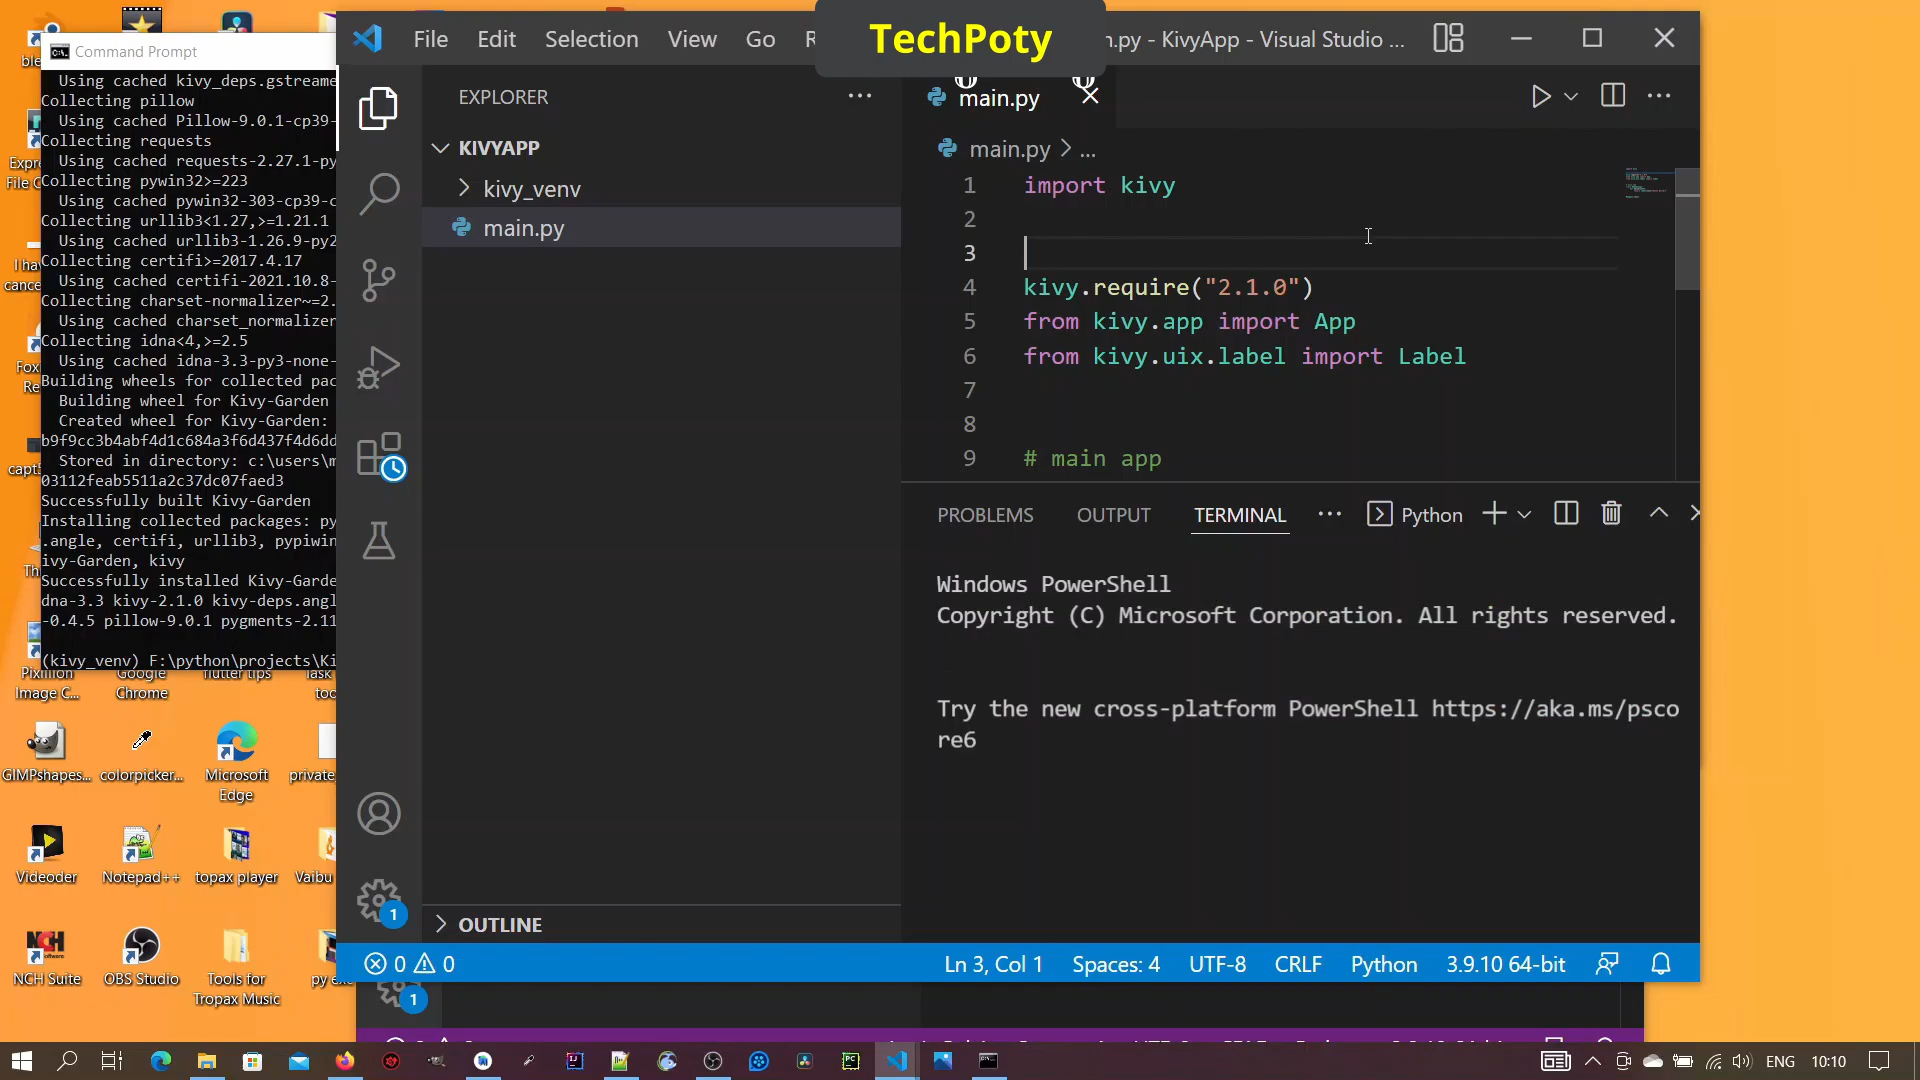 TechPoty
Command Prompt
Using cached kivy_deps.gstreame
Collecting pillow
Using cached Pillow-9.0.1-cp39-
Collecting requests
Using cached requests-2.27.1-py
Collecting pywin32>=223
Using cached pywin32-303-cp39-c
Collecting urllib3<1.27,>=1.21.1
Using cached urllib3-1.26.9-py2
Collecting certifi>=2017.4.17
Using cached certifi-2021.10.8-
Collecting charset-normalizer~=2.
Using cached charset_normalizer
Collecting idna<4,>=2.5
Using cached idna-3.3-py3-none-
Building wheels for collected pac
Building wheel for Kivy-Garden
Created wheel for Kivy-Garden:
b9f9cc3b4abf4d1c684a3f6d437f4d6dd
Stored in directory: c:\users\m
03112feab5511a2c37dc07faed3
Successfully built Kivy-Garden
Installing collected packages: py
.angle, certifi, urllib3, pypiwin
ivy-Garden, kivy
Successfully installed Kivy-Garde
dna-3.3 kivy-2.1.0 kivy-deps.angl
-0.4.5 pillow-9.0.1 pygments-2.11
(kivy_venv) F:\python\projects\Ki
File Edit Selection View Go R
n.py - KivyApp - Visual Studio ...
EXPLORER
KIVYAPP
kivy_venv
main.py
OUTLINE
main.py
main.py > ...
1 import kivy
2
3
4 kivy.require("2.1.0")
5 from kivy.app import App
6 from kivy.uix.label import Label
7
8
9 # main app
PROBLEMS OUTPUT TERMINAL Python
Windows PowerShell
Copyright (C) Microsoft Corporation. All rights reserved.
Try the new cross-platform PowerShell https://aka.ms/psco
re6
1
0 0 Ln 3, Col 1 Spaces: 4 UTF-8 CRLF Python 3.9.10 64-bit
1
Pixillion
Image C...
Google
Chrome
flutter tips
GIMPshapes...
colorpicker...
Microsoft
Edge
private
Videoder
Notepad++
topax player
Vaibu
NCH Suite
OBS Studio
Tools for
Tropax Music
py exe
ENG 10:10